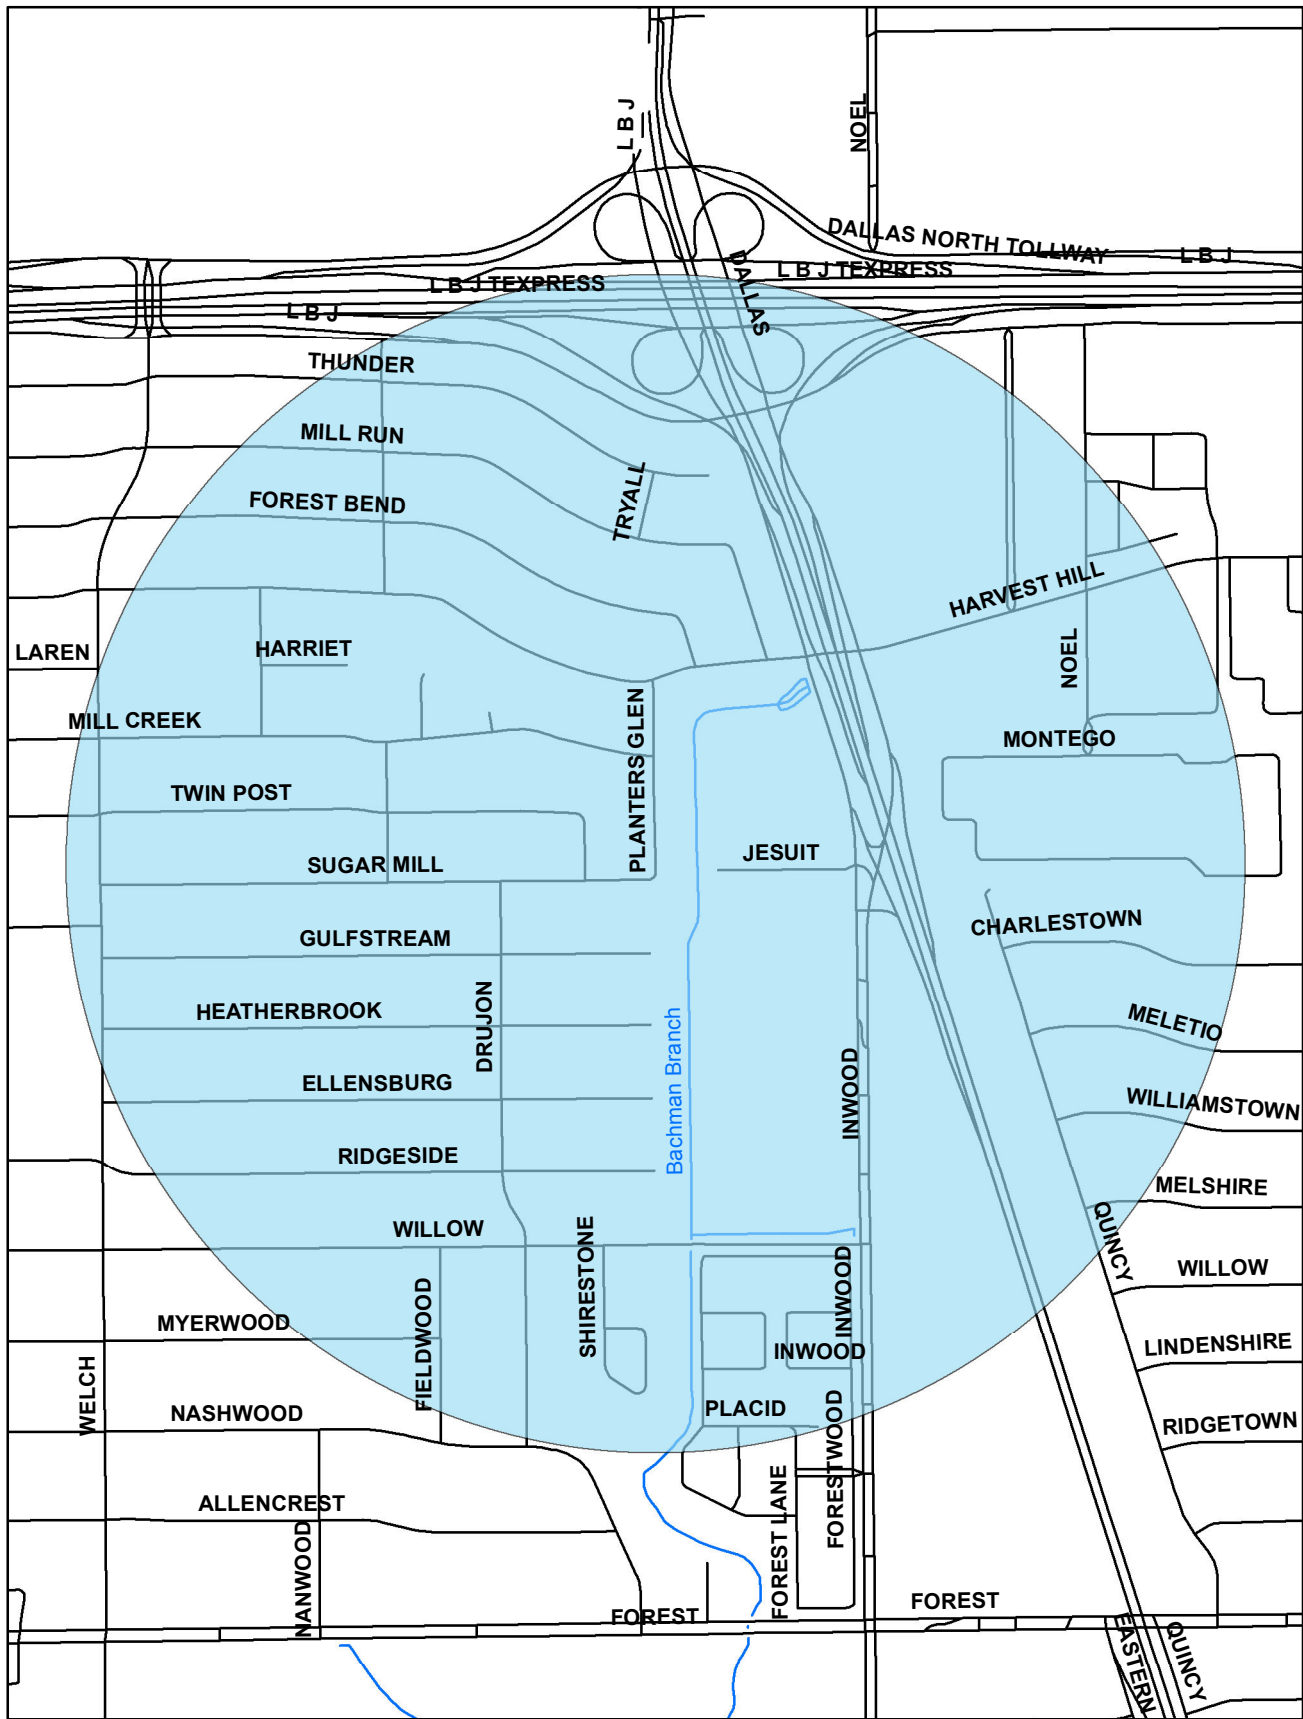 L B J
NOEL
DALLAS NORTH TOLLWAY
L B J
L B J TEXPRESS
L B J TEXPRESS
DALLAS
L B J
THUNDER
MILL RUN
TRYALL
FOREST BEND
HARVEST HILL
LAREN
HARRIET
NOEL
MILL CREEK
PLANTERS GLEN
MONTEGO
TWIN POST
JESUIT
SUGAR MILL
CHARLESTOWN
GULFSTREAM
HEATHERBROOK
DRUJON
MELETIO
Bachman Branch
INWOOD
ELLENSBURG
WILLIAMSTOWN
RIDGESIDE
MELSHIRE
QUINCY
WILLOW
SHIRESTONE
WILLOW
INWOOD
MYERWOOD
FIELDWOOD
LINDENSHIRE
INWOOD
WELCH
NASHWOOD
PLACID
RIDGETOWN
FORESTWOOD
ALLENCREST
FOREST LANE
NANWOOD
FOREST
FOREST
EASTERN
QUINCY